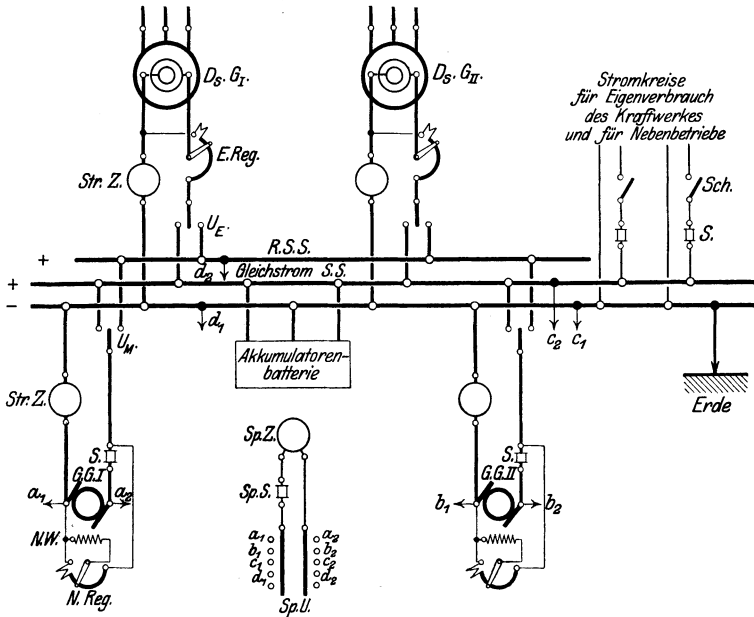 Ds. GI.
Ds. GII.
Stromkreise
für Eigenverbrauch
des Kraftwerkes
und für Nebenbetriebe
E.Reg.
Str. Z.
Sch.
UE.
S.
R.S.S.
+
d2
Gleichstrom S.S.
+
−
d1
UM.
c2
c1
Akkumulatoren-
batterie
Str.Z.
Erde
Sp.Z.
S.
S.
G.G.I
G.G.II
a1
a2
Sp.S.
b1
b2
N.W.
a1
a2
b1
b2
c1
c2
d1
d2
N. Reg.
Sp.U.